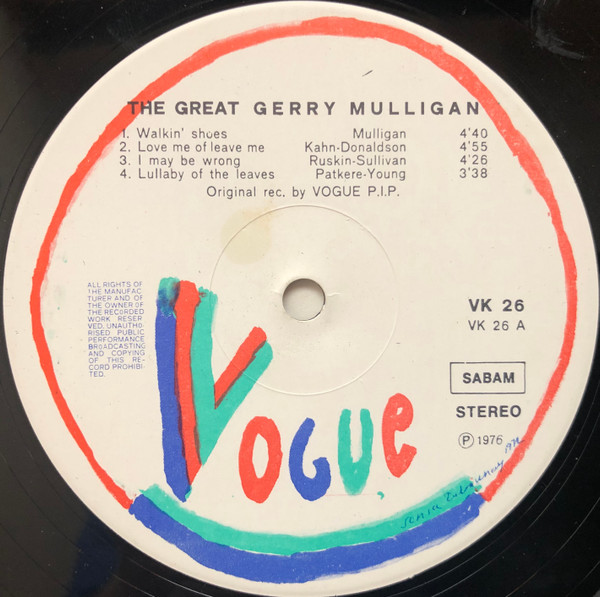 THE GREAT GERRY MULLIGAN
1. Walkin' shoes Mulligan 4'40
2. Love me of leave me Kahn-Donaldson 4'55
3. I may be wrong Ruskin-Sullivan 4'26
4. Lullaby of the leaves Patkere-Young 3'38
Original rec. by VOGUE P.I.P.
ALL RIGHTS OF
THE MANUFAC
TURER AND OF
THE OWNER OF
THE RECORDED
WORK RESER
VED. UNAUTHO
RISED PUBLIC
PERFORMANCE
BROADCASTING
AND COPYING
OF THIS RE
CORD PROHIBI
TED.
VK 26
VK 26 A
SABAM
STEREO
Ⓟ 1976
VOGUE